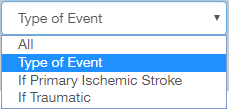 Type of Event
All
Type of Event
If Primary Ischemic Stroke
If Traumatic